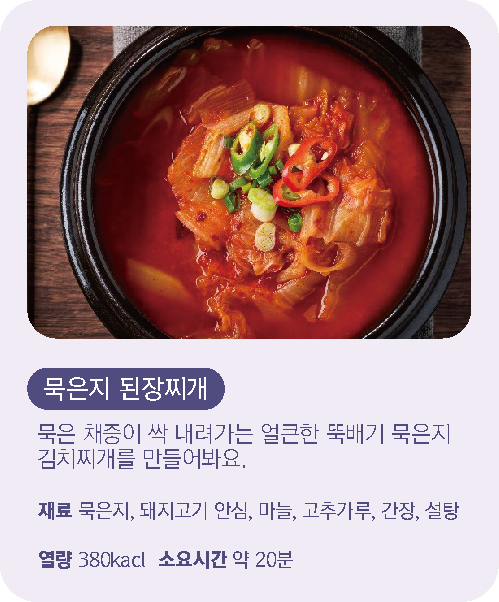 묵은지 된장찌개
묵은 채증이 싹 내려가는 얼큰한 뚝배기 묵은지
김치찌개를 만들어봐요.
재료 묵은지, 돼지고기 안심, 마늘, 고추가루, 간장, 설탕
열량 380kacl 소요시간 약 20분